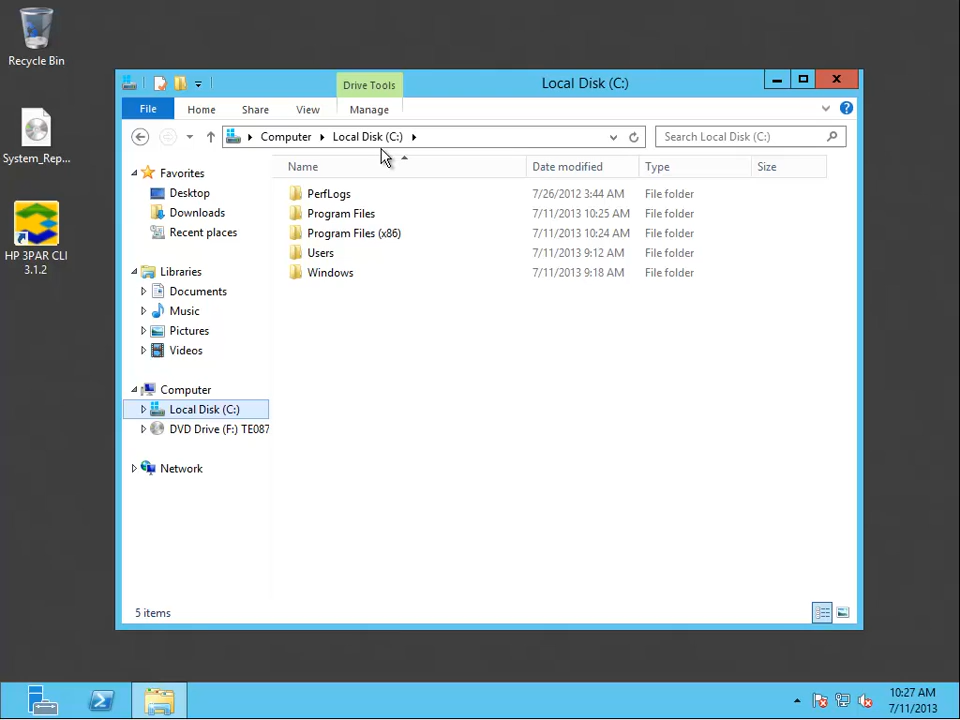 Recycle Bin
System_Rep...
HP 3PAR CLI
3.1.2
Drive Tools
Local Disk (C:)
File
Home
Share
View
Manage
Computer
Local Disk (C:)
Search Local Disk (C:)
Name
Date modified
Type
Size
PerfLogs
7/26/2012 3:44 AM
File folder
Program Files
7/11/2013 10:25 AM
File folder
Program Files (x86)
7/11/2013 10:24 AM
File folder
Users
7/11/2013 9:12 AM
File folder
Windows
7/11/2013 9:18 AM
File folder
Favorites
Desktop
Downloads
Recent places
Libraries
Documents
Music
Pictures
Videos
Computer
Local Disk (C:)
DVD Drive (F:) TE087
Network
5 items
10:27 AM
7/11/2013